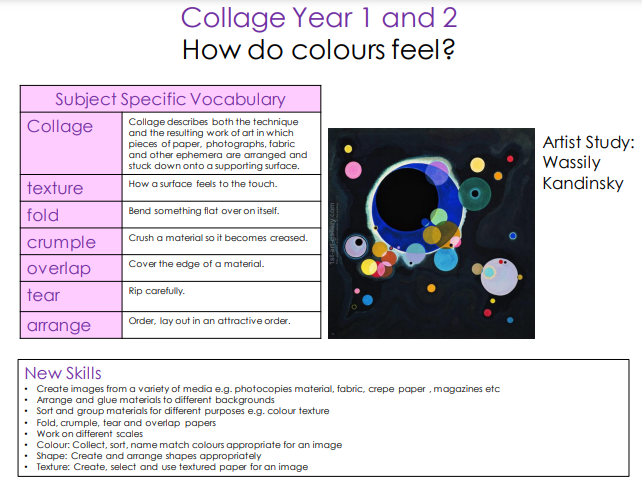 Collage Year 1 and 2
How do colours feel?
Subject Specific Vocabulary
Collage
Collage describes both the technique
and the resulting work of art in which
pieces of paper, photographs, fabric
and other ephemera are arranged and
stuck down onto a supporting surface.
texture
How a surface feels to the touch.
fold
Bend something flat over on itself.
crumple
Crush a material so it becomes creased.
overlap
Cover the edge of a material.
tear
Rip carefully.
arrange
Order, lay out in an attractive order.
Artist Study:
Wassily
Kandinsky
New Skills
• Create images from a variety of media e.g. photocopies material, fabric, crepe paper , magazines etc
• Arrange and glue materials to different backgrounds
• Sort and group materials for different purposes e.g. colour texture
• Fold, crumple, tear and overlap papers
• Work on different scales
• Colour: Collect, sort, name match colours appropriate for an image
• Shape: Create and arrange shapes appropriately
• Texture: Create, select and use textured paper for an image